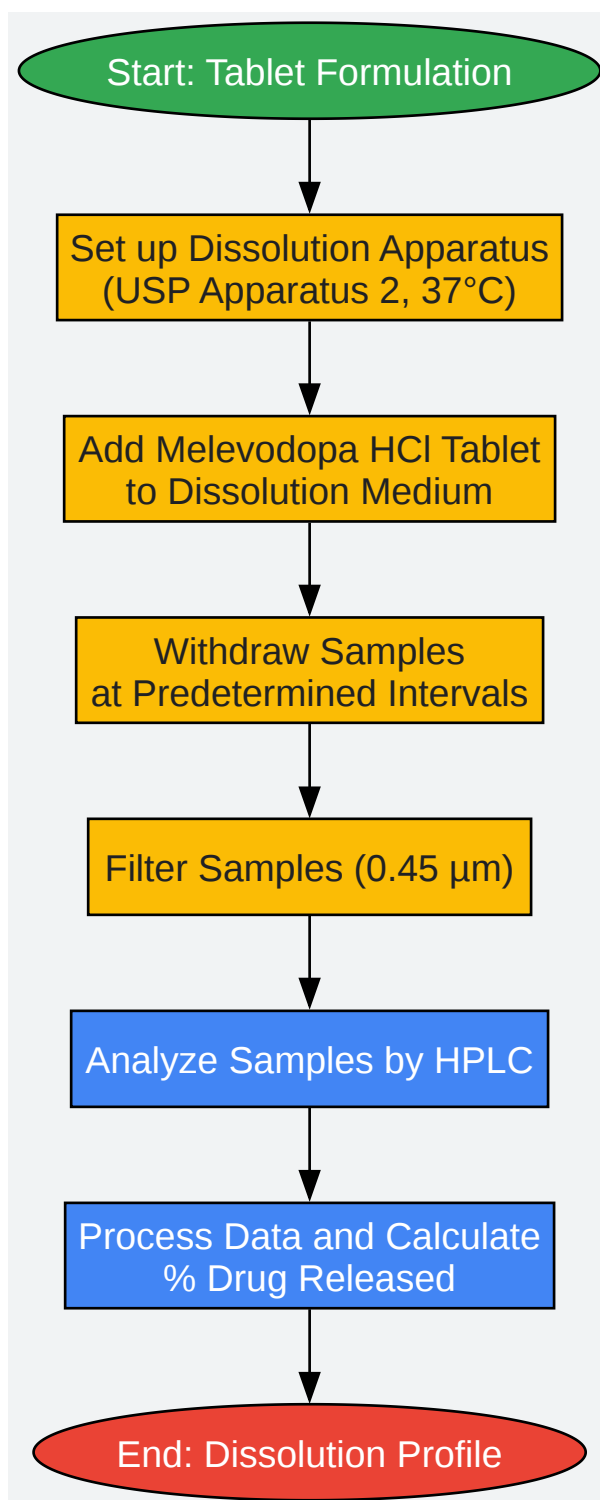 Start: Tablet Formulation
Set up Dissolution Apparatus
(USP Apparatus 2, 37°C)
Add Melevodopa HCl Tablet
to Dissolution Medium
Withdraw Samples
at Predetermined Intervals
Filter Samples (0.45 µm)
Analyze Samples by HPLC
Process Data and Calculate
% Drug Released
End: Dissolution Profile